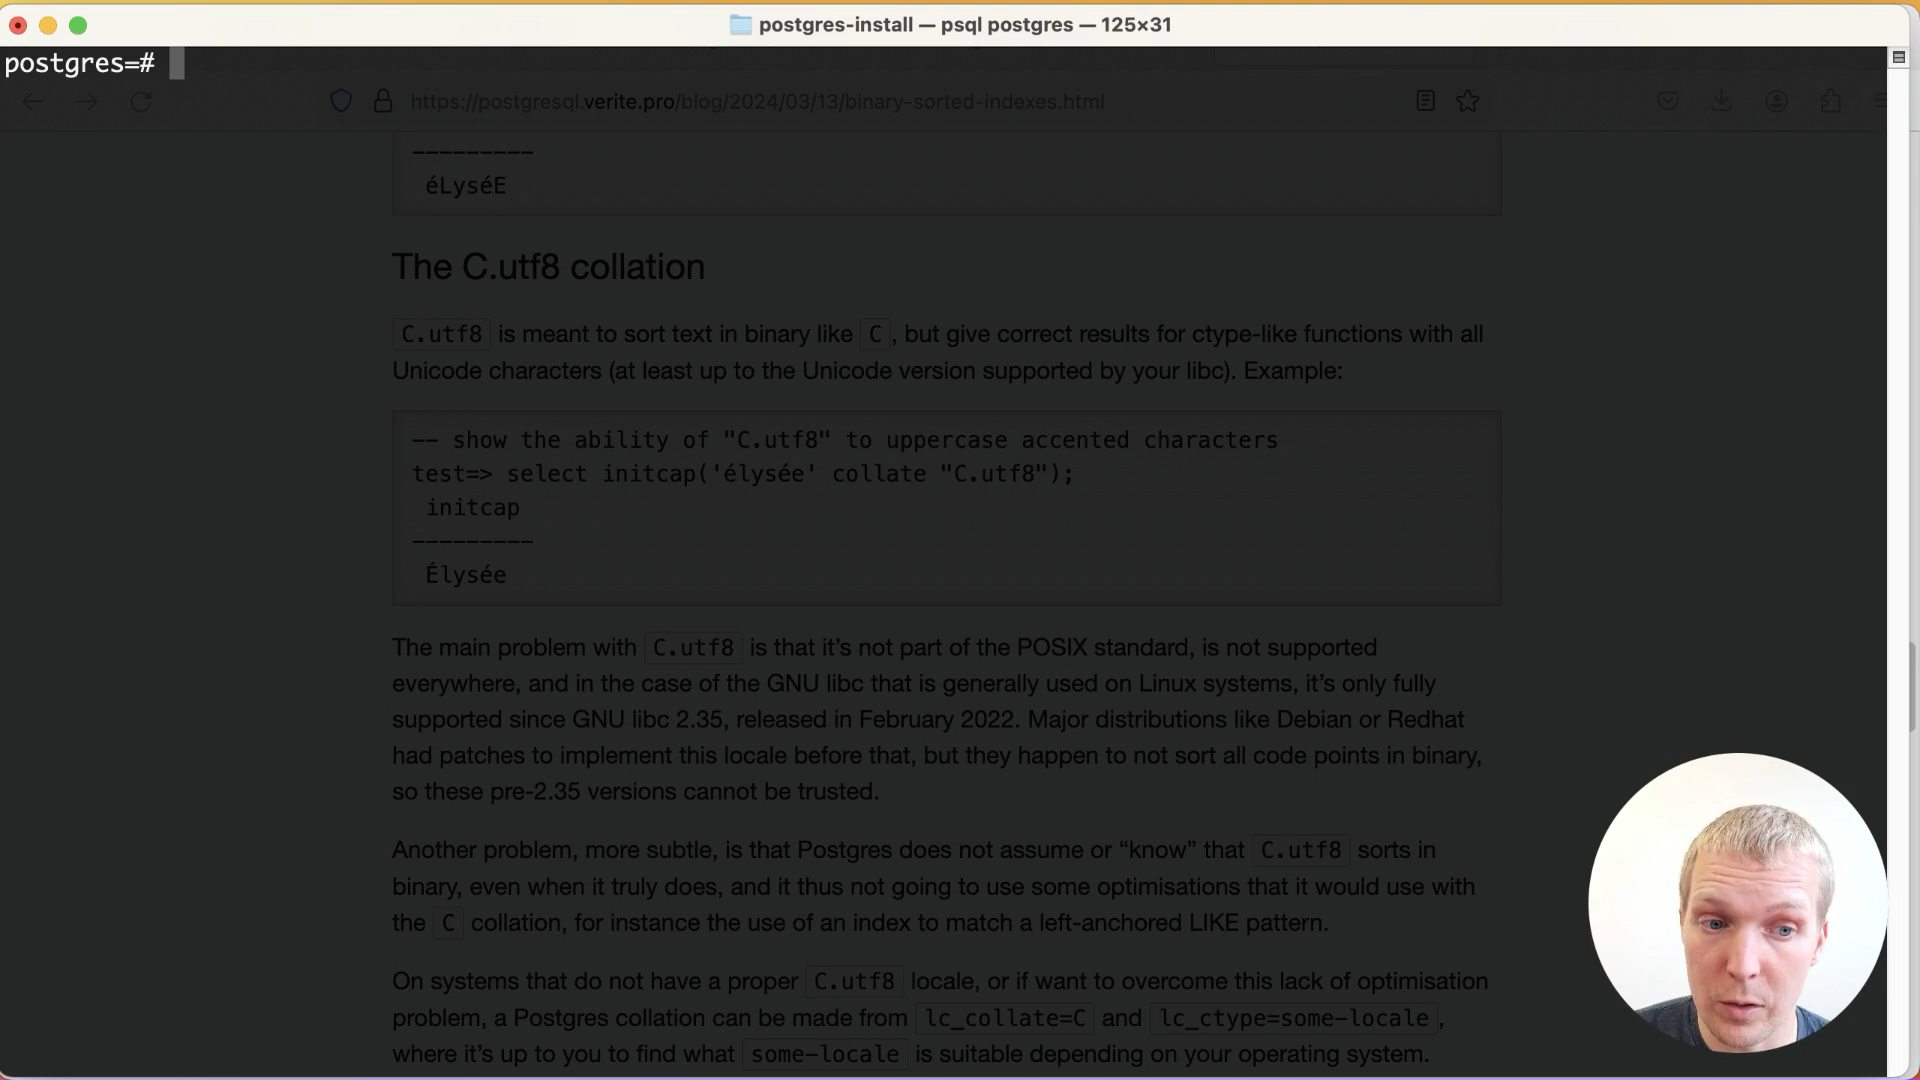 postgres-install — psql postgres — 125×31
postgres=#
https://postgresql.verite.pro/blog/2024/03/13/binary-sorted-indexes.html
---------
éLyséE
The C.utf8 collation
C.utf8 is meant to sort text in binary like C, but give correct results for ctype-like functions with all
Unicode characters (at least up to the Unicode version supported by your libc). Example:
-- show the ability of "C.utf8" to uppercase accented characters
test=> select initcap('élysée' collate "C.utf8");
initcap
---------
Élysée
The main problem with C.utf8 is that it’s not part of the POSIX standard, is not supported
everywhere, and in the case of the GNU libc that is generally used on Linux systems, it’s only fully
supported since GNU libc 2.35, released in February 2022. Major distributions like Debian or Redhat
had patches to implement this locale before that, but they happen to not sort all code points in binary,
so these pre-2.35 versions cannot be trusted.
Another problem, more subtle, is that Postgres does not assume or “know” that C.utf8 sorts in
binary, even when it truly does, and it thus not going to use some optimisations that it would use with
the C collation, for instance the use of an index to match a left-anchored LIKE pattern.
On systems that do not have a proper C.utf8 locale, or if want to overcome this lack of optimisation
problem, a Postgres collation can be made from lc_collate=C and lc_ctype=some-locale,
where it’s up to you to find what some-locale is suitable depending on your operating system.